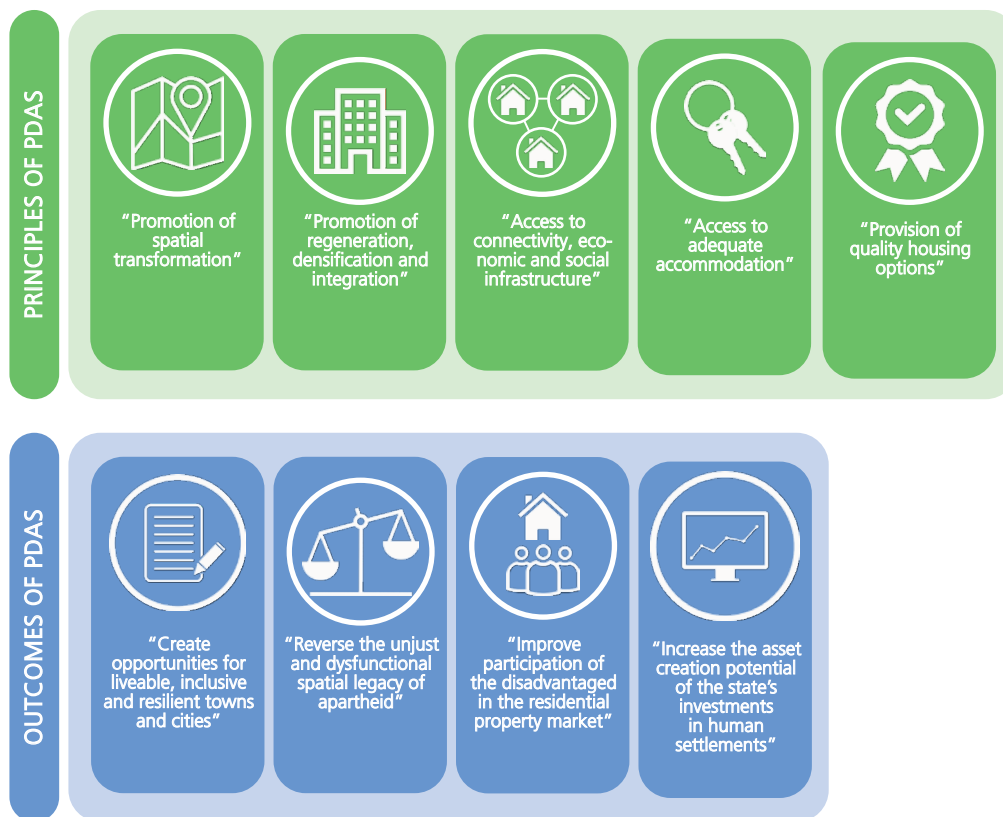 PRINCIPLES OF PDAS
“Promotion of
spatial
transformation”
“Promotion of
regeneration,
densification and
integration”
“Access to
connectivity, eco-
nomic and social
infrastructure”
“Access to
adequate
accommodation”
“Provision of
quality housing
options”
OUTCOMES OF PDAS
“Create
opportunities for
liveable, inclusive
and resilient towns
and cities”
“Reverse the unjust
and dysfunctional
spatial legacy of
apartheid”
“Improve
participation of
the disadvantaged
in the residential
property market”
“Increase the asset
creation potential
of the state’s
investments
in human
settlements”